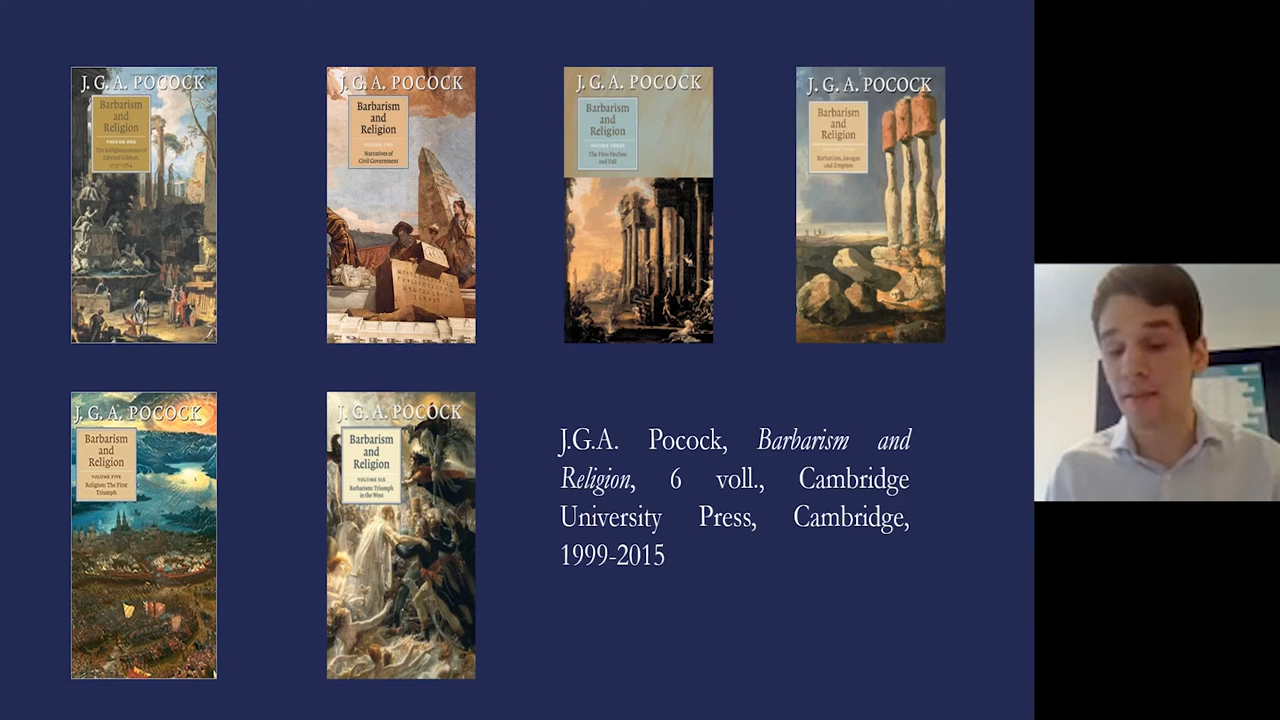 J. G. A. POCOCK
Barbarism
and
Religion
VOLUME ONE
The Enlightenments of
Edward Gibbon,
1737–1764
J. G. A. POCOCK
Barbarism
and
Religion
VOLUME TWO
Narratives of
Civil Government
J. G. A. POCOCK
Barbarism
and
Religion
VOLUME THREE
The First Decline
and Fall
J. G. A. POCOCK
Barbarism
and
Religion
VOLUME FOUR
Barbarians, Savages
and Empires
J. G. A. POCOCK
Barbarism
and
Religion
VOLUME FIVE
Religion: The First
Triumph
J. G. A. POCOCK
Barbarism
and
Religion
VOLUME SIX
Barbarism: Triumph
in the West
J.G.A. Pocock, Barbarism and
Religion, 6 voll., Cambridge
University Press, Cambridge,
1999-2015